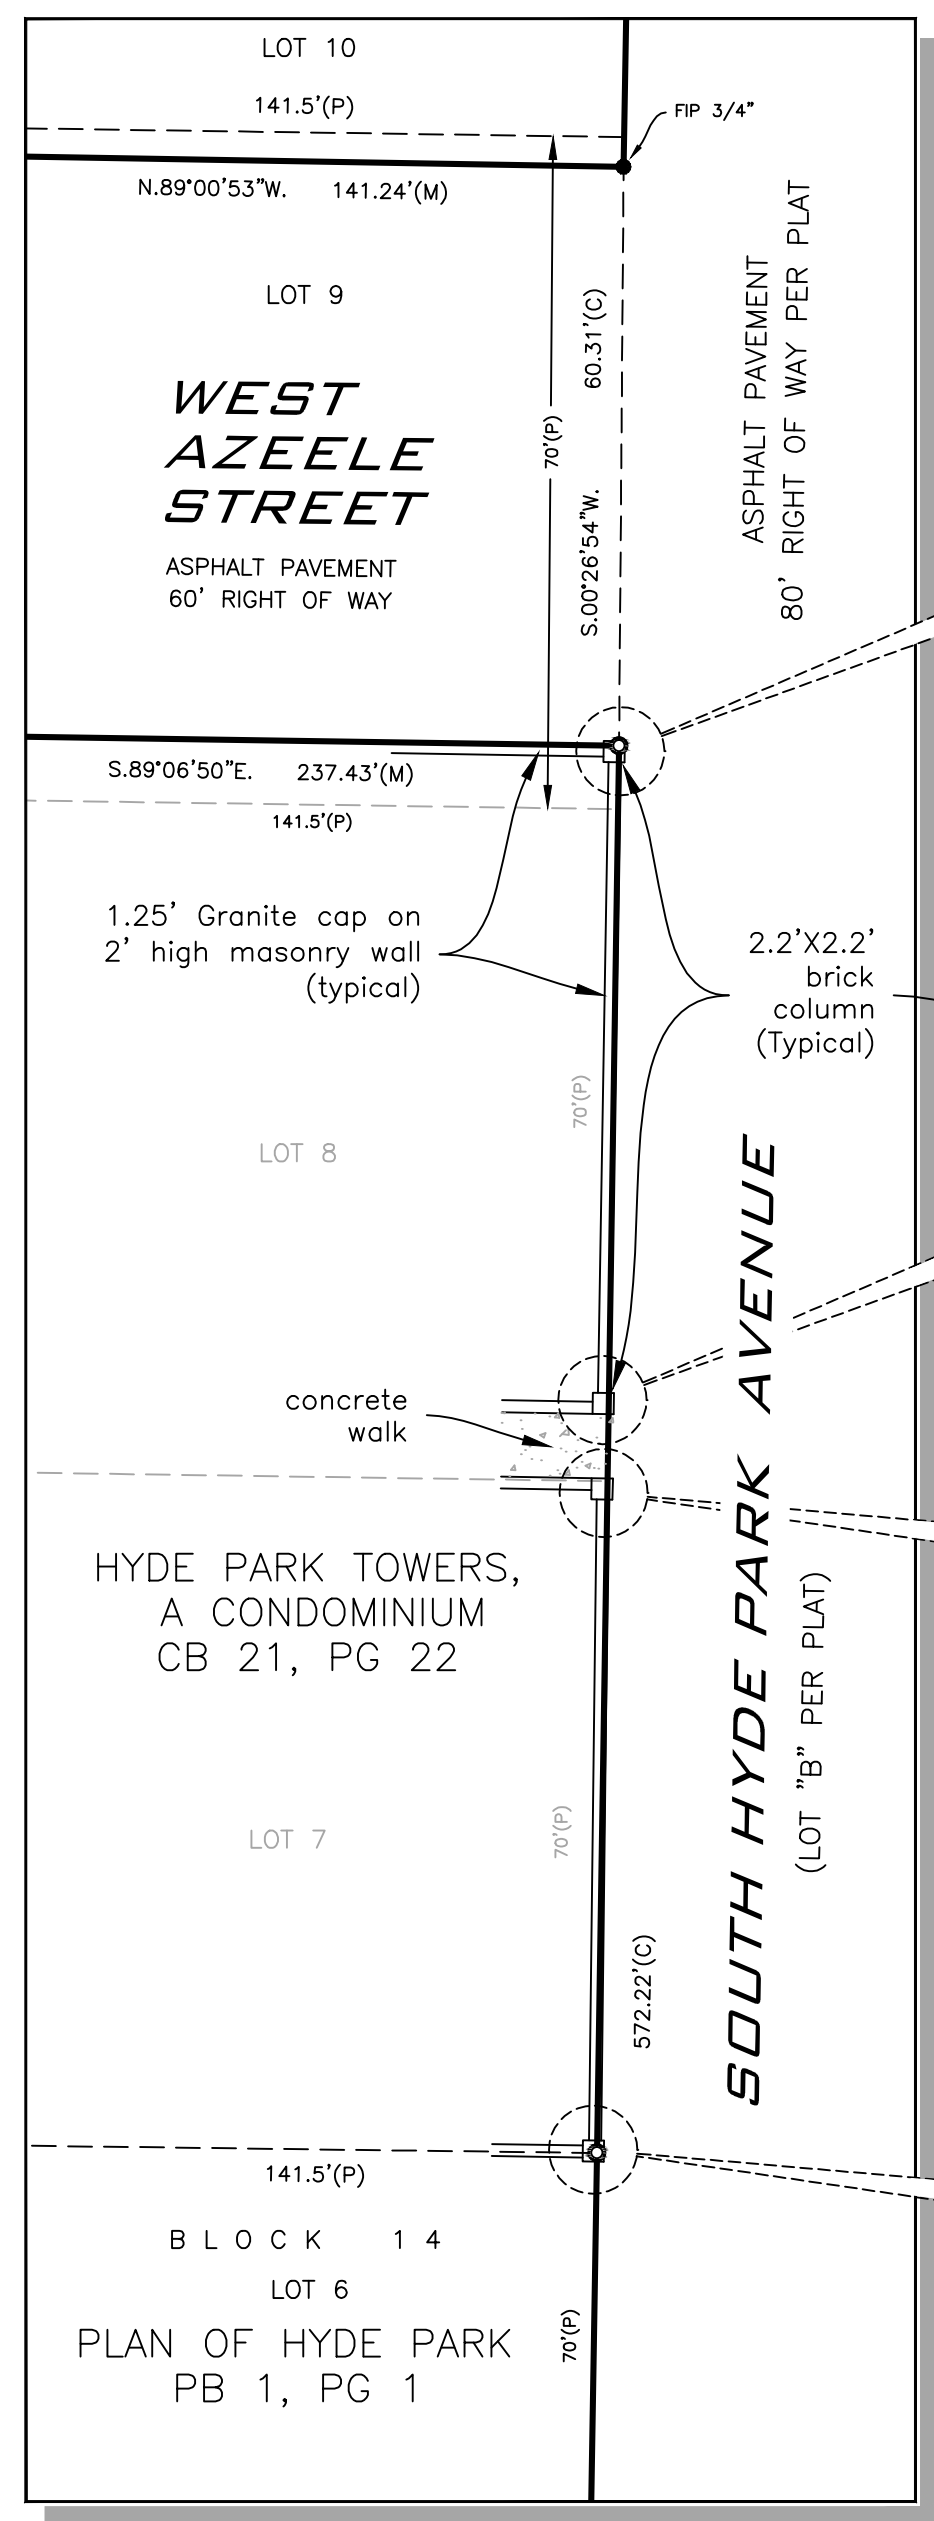 LOT 10
141.5'(P)
FIP 3/4"
N.89°00'53"W. 141.24'(M)
LOT 9
60.31'(C)
S.00°26'54"W.
70'(P)
ASPHALT PAVEMENT
80' RIGHT OF WAY PER PLAT
WEST
AZEELE
STREET
ASPHALT PAVEMENT
60' RIGHT OF WAY
S.89°06'50"E. 237.43'(M)
141.5'(P)
1.25' Granite cap on
2' high masonry wall
(typical)
2.2'X2.2'
brick
column
(Typical)
70'(P)
LOT 8
concrete
walk
SOUTH HYDE PARK AVENUE
(LOT "B" PER PLAT)
HYDE PARK TOWERS,
A CONDOMINIUM
CB 21, PG 22
LOT 7
70'(P)
572.22'(C)
141.5'(P)
BLOCK 14
LOT 6
70'(P)
PLAN OF HYDE PARK
PB 1, PG 1